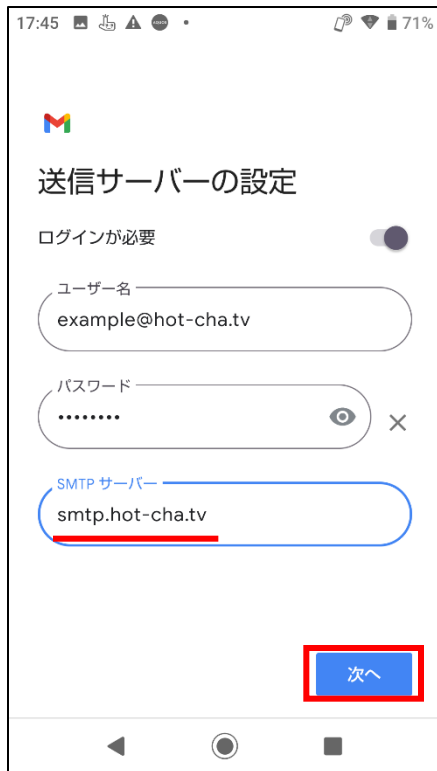 17:45
71%
送信サーバーの設定
ログインが必要
ユーザー名
example@hot-cha.tv
パスワード
••••••••
SMTP サーバー
smtp.hot-cha.tv
次へ